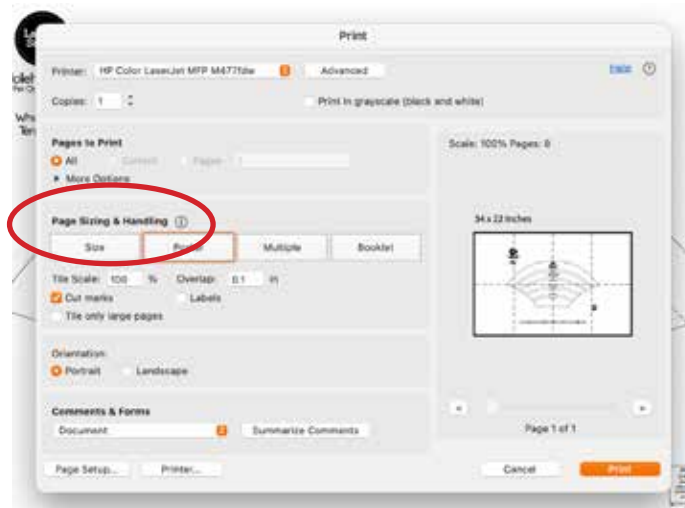 Print
Printer: HP Color LaserJet MFP M477fdw Advanced Help
Copies: 1 Print in grayscale (black and white)
Pages to Print
All Current Pages
More Options
Scale: 100% Pages: 8
Page Sizing & Handling
Size Poster Multiple Booklet
34 x 22 Inches
Tile Scale: 100 % Overlap: 0.1 in
Cut marks Labels
Tile only large pages
Orientation:
Portrait Landscape
Comments & Forms
Document Summarize Comments
Page 1 of 1
Page Setup... Printer... Cancel Print